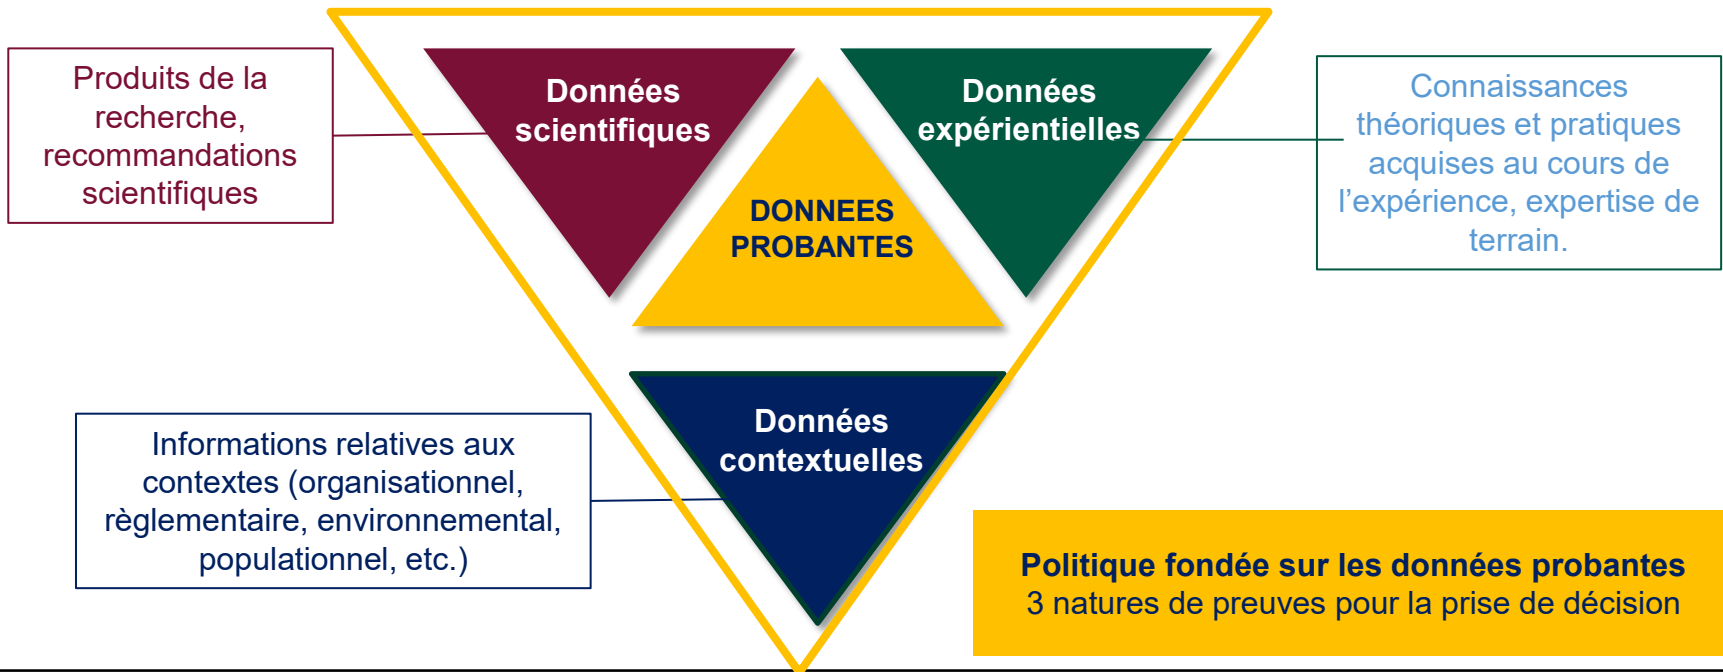 Produits de la
recherche,
recommandations
scientifiques
Données
scientifiques
Données
expérientielles
Connaissances
théoriques et pratiques
acquises au cours de
l’expérience, expertise de
terrain.
DONNEES
PROBANTES
Données
contextuelles
Informations relatives aux
contextes (organisationnel,
règlementaire, environnemental,
populationnel, etc.)
Politique fondée sur les données probantes
3 natures de preuves pour la prise de décision